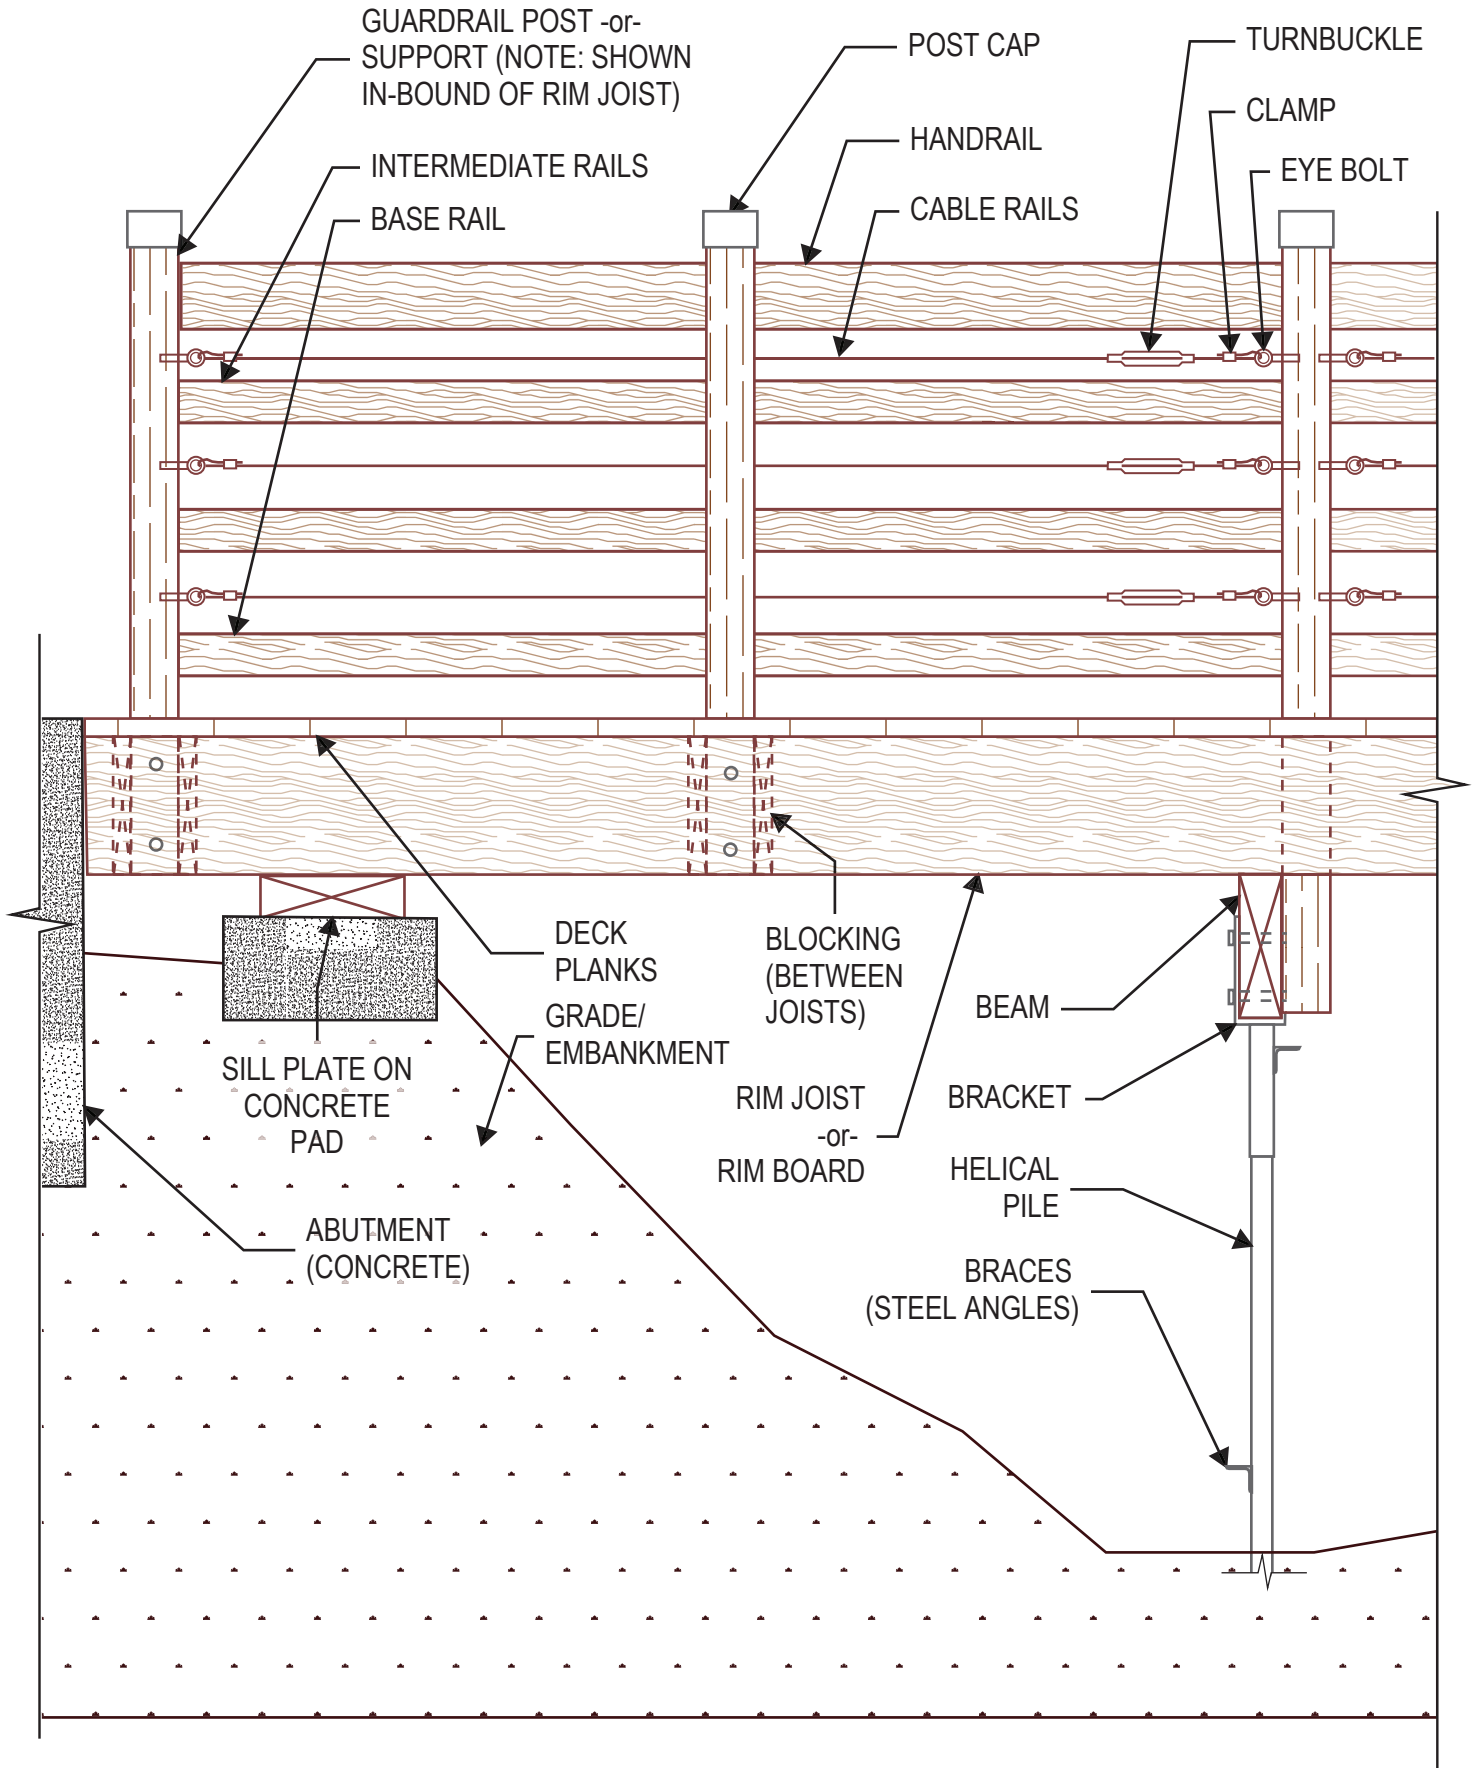 GUARDRAIL POST -or-
SUPPORT (NOTE: SHOWN
IN-BOUND OF RIM JOIST)
POST CAP
TURNBUCKLE
CLAMP
HANDRAIL
EYE BOLT
INTERMEDIATE RAILS
CABLE RAILS
BASE RAIL
DECK
PLANKS
BLOCKING
(BETWEEN
JOISTS)
BEAM
GRADE/
EMBANKMENT
SILL PLATE ON
CONCRETE
PAD
RIM JOIST
-or-
RIM BOARD
BRACKET
HELICAL
PILE
ABUTMENT
(CONCRETE)
BRACES
(STEEL ANGLES)